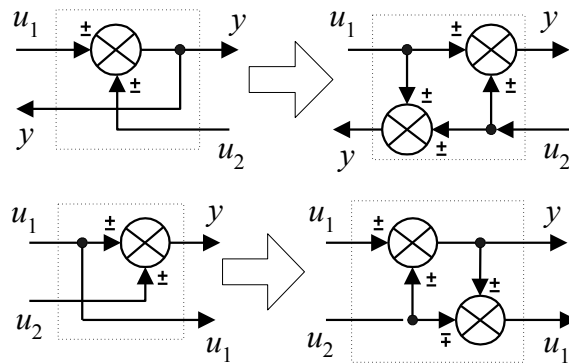 u₁ ± y
±
y
u₂
u₁ ± y
± ±
±
y u₂
u₁ ± y
±
u₂
u₁
u₁ ± y
± ±
∓
u₂ u₁